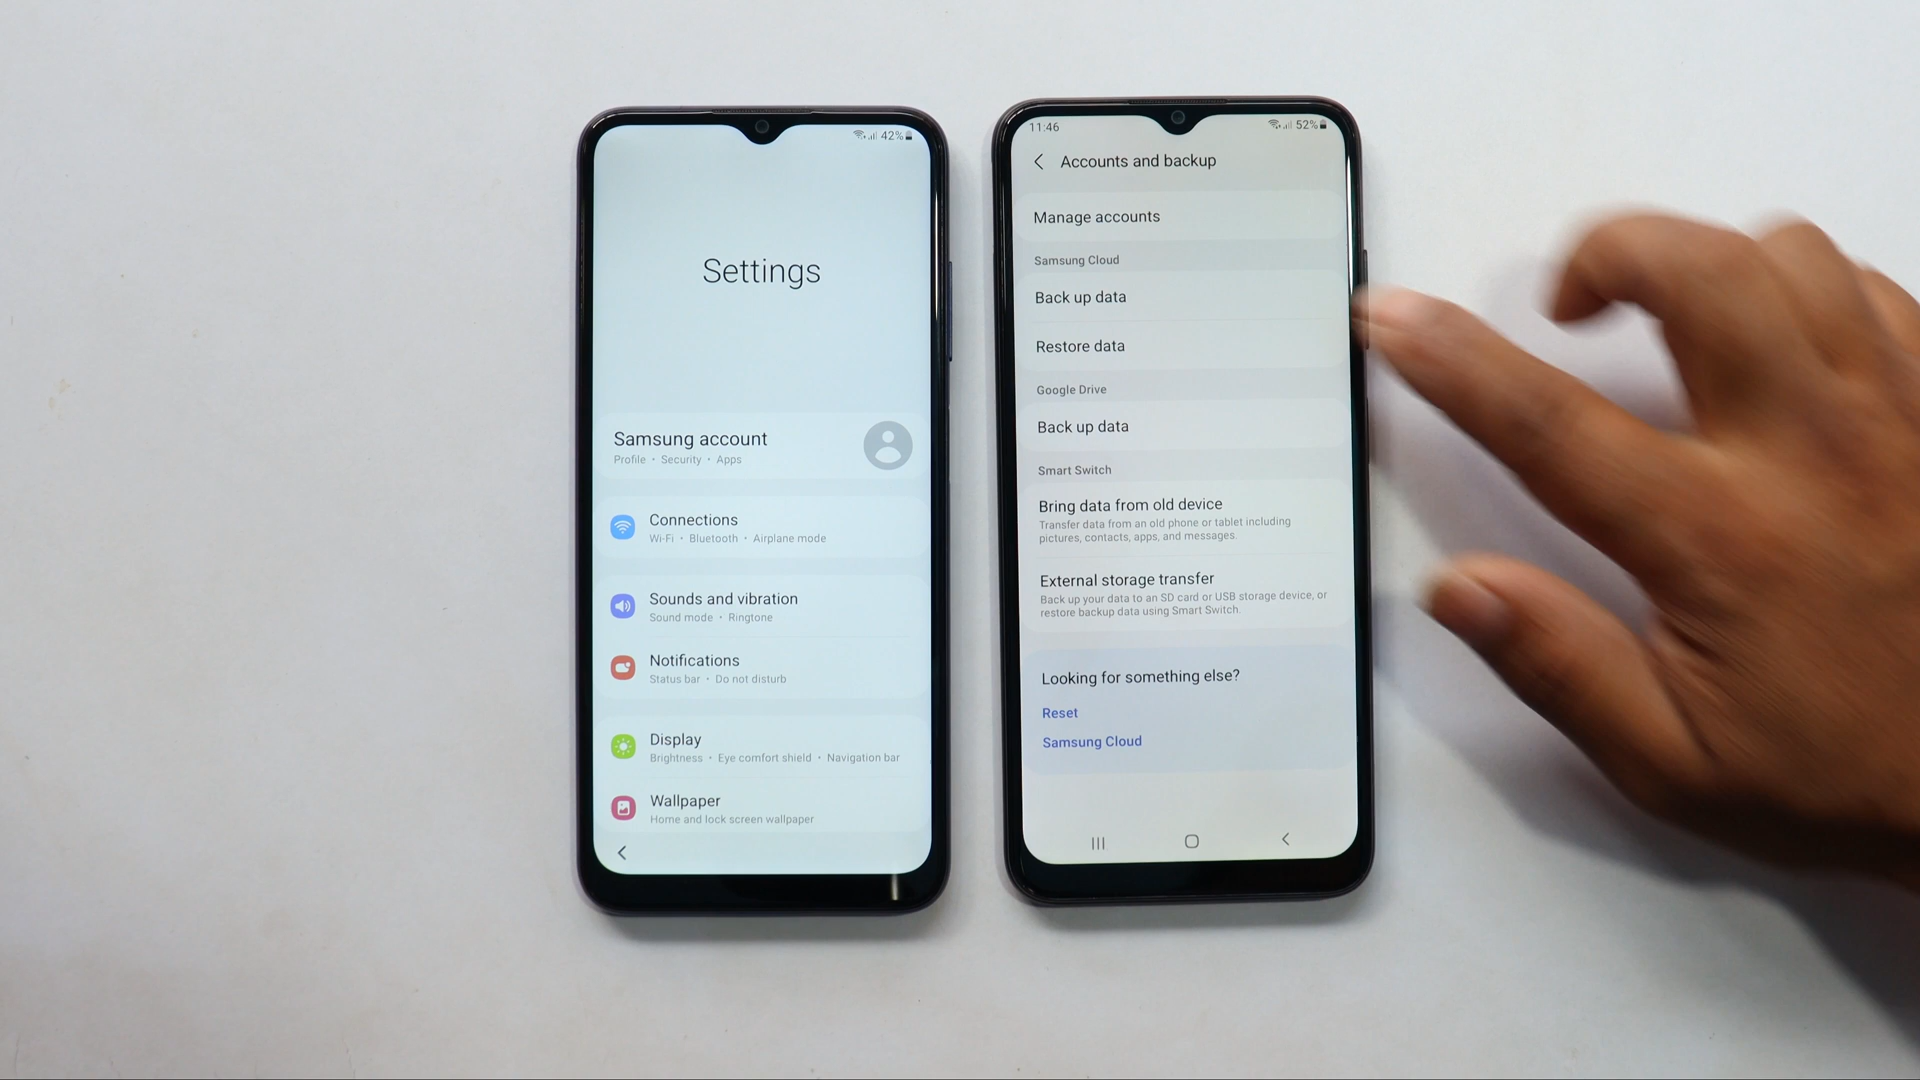 42%
Settings
Samsung account
Profile • Security • Apps
Connections
Wi-Fi • Bluetooth • Airplane mode
Sounds and vibration
Sound mode • Ringtone
Notifications
Status bar • Do not disturb
Display
Brightness • Eye comfort shield • Navigation bar
Wallpaper
Home and lock screen wallpaper
11:46
52%
Accounts and backup
Manage accounts
Samsung Cloud
Back up data
Restore data
Google Drive
Back up data
Smart Switch
Bring data from old device
Transfer data from an old phone or tablet including
pictures, contacts, apps, and messages.
External storage transfer
Back up your data to an SD card or USB storage device, or
restore backup data using Smart Switch.
Looking for something else?
Reset
Samsung Cloud